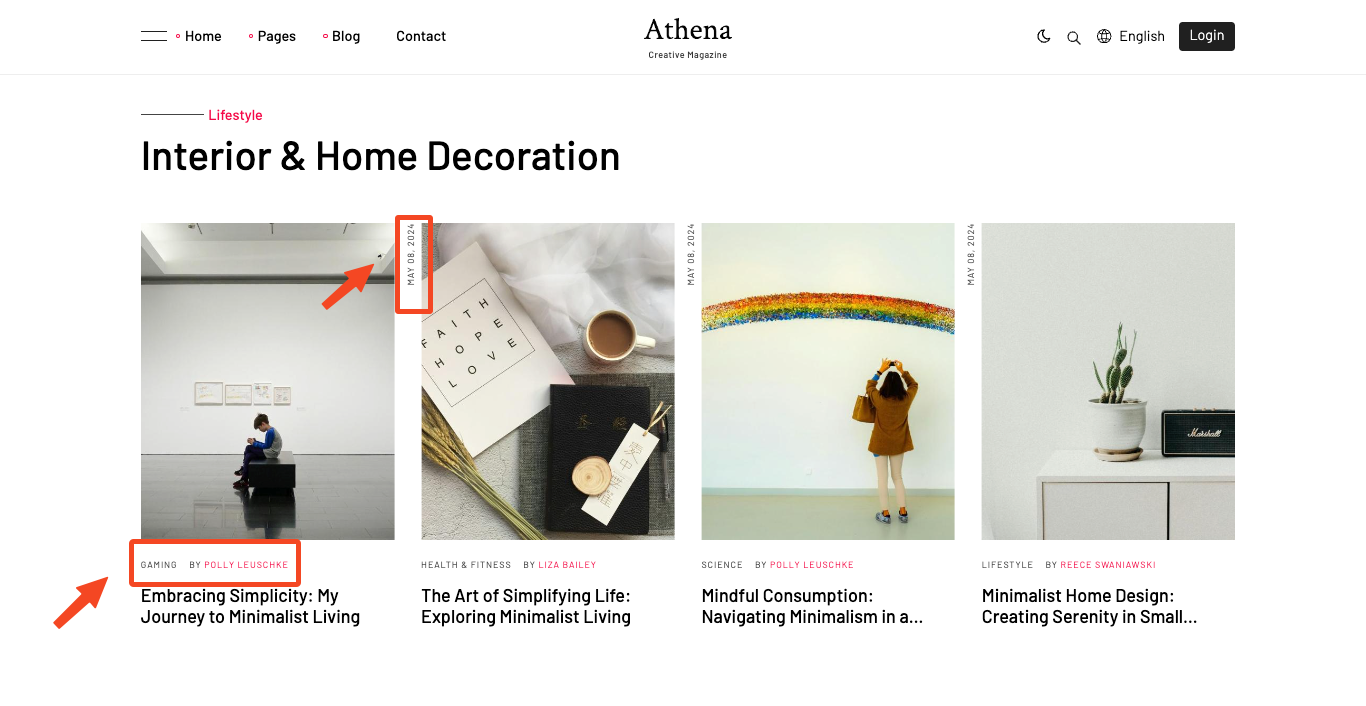 Home
Pages
Blog
Contact
Athena
Creative Magazine
English
Login
Lifestyle
Interior & Home Decoration
MAY 08, 2024
FAITH
HOPE
LOVE
MAY 08, 2024
MAY 08, 2024
Marshall
GAMING BY POLLY LEUSCHKE
Embracing Simplicity: My
Journey to Minimalist Living
HEALTH & FITNESS BY LIZA BAILEY
The Art of Simplifying Life:
Exploring Minimalist Living
SCIENCE BY POLLY LEUSCHKE
Mindful Consumption:
Navigating Minimalism in a...
LIFESTYLE BY REECE SWANIAWSKI
Minimalist Home Design:
Creating Serenity in Small...